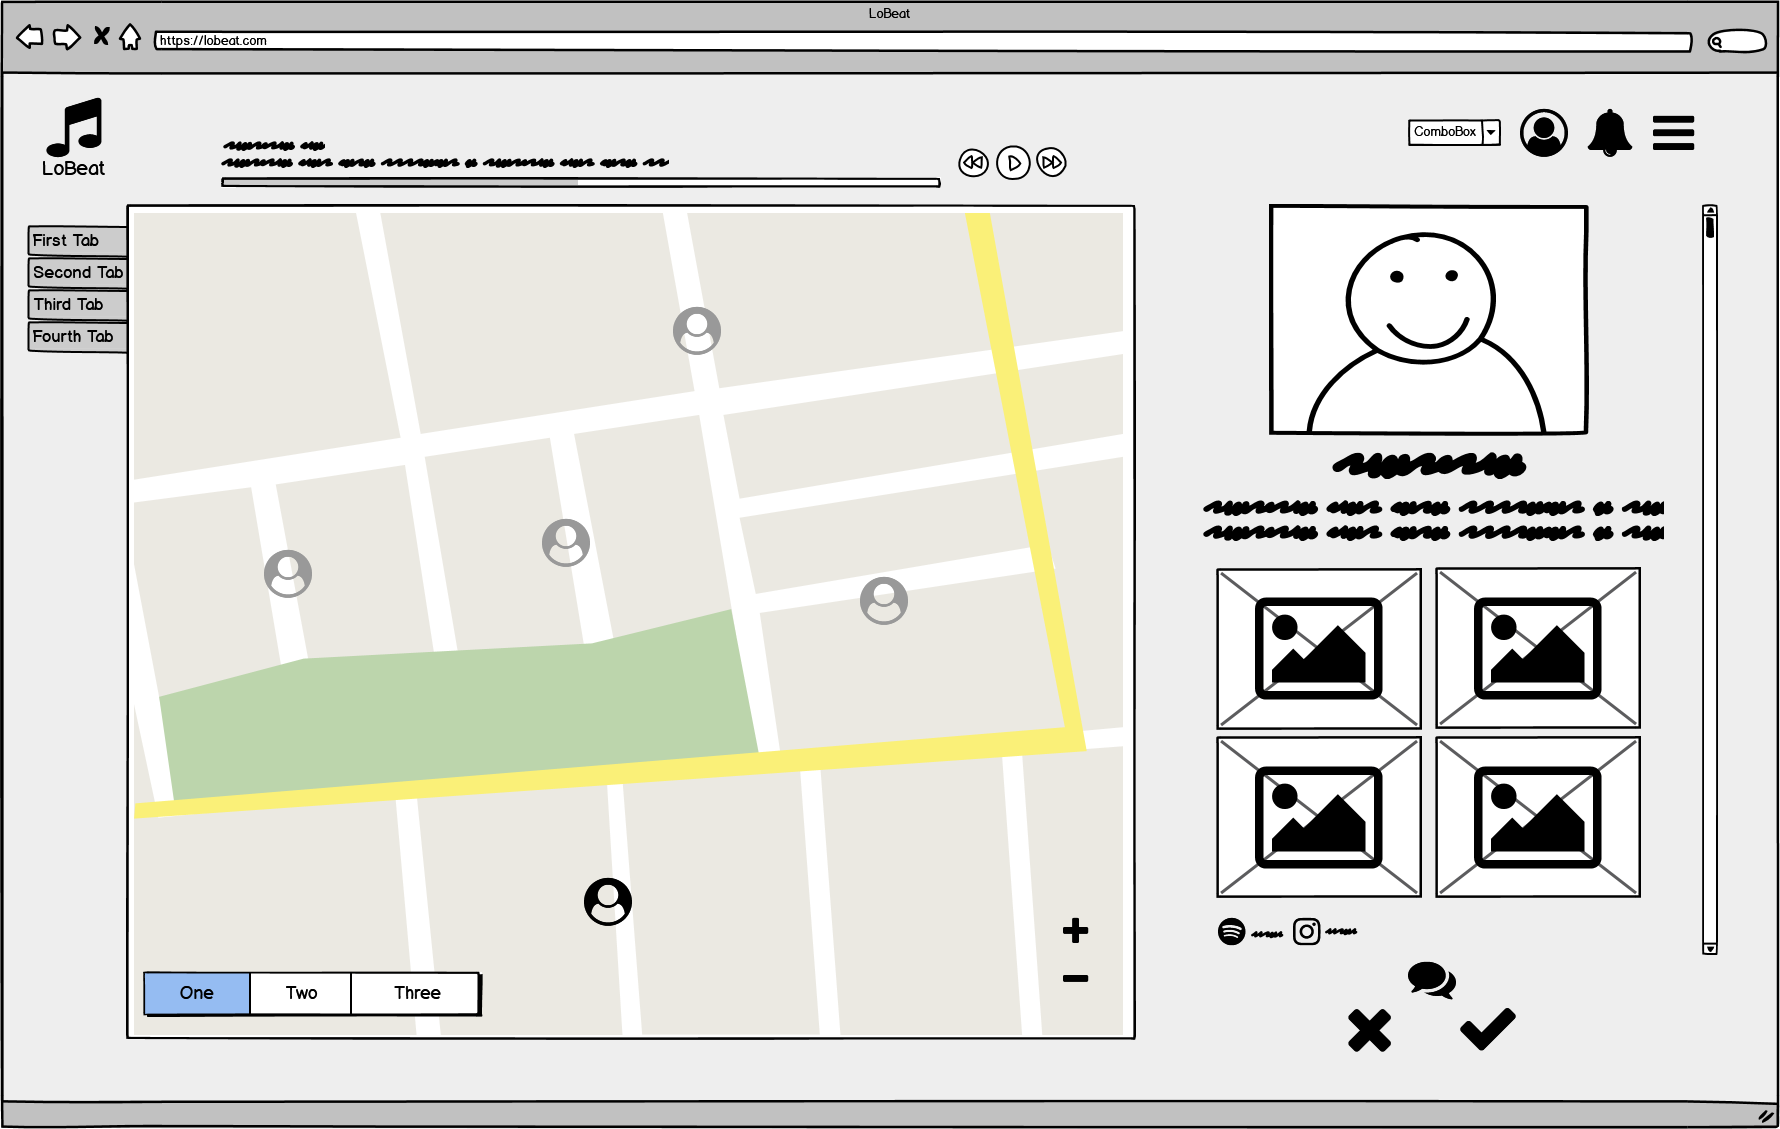 LoBeat
https://lobeat.com
LoBeat
ComboBox
First Tab
Second Tab
Third Tab
Fourth Tab
One
Two
Three